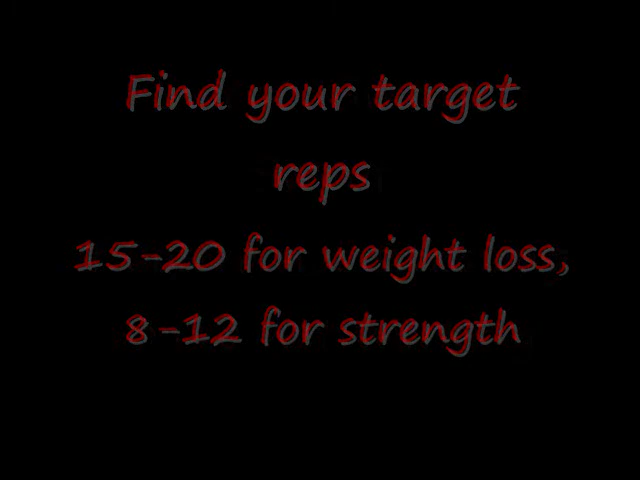 Find your target
reps
15-20 for weight loss,
8-12 for strength